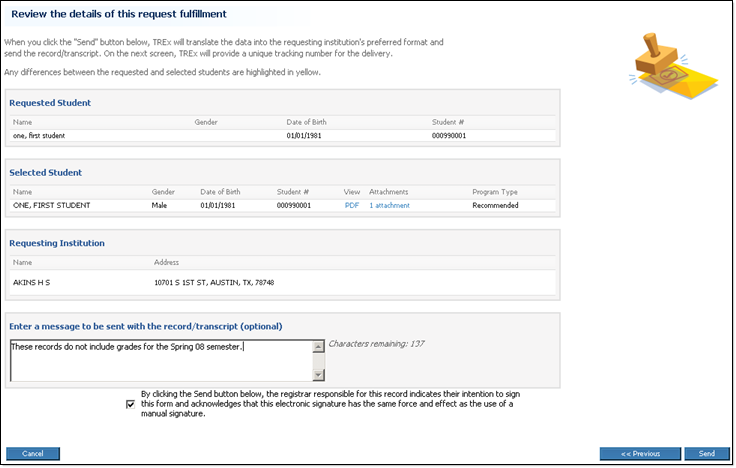 Review the details of this request fulfillment
When you click the "Send" button below, TREx will translate the data into the requesting institution's preferred format and
send the record/transcript. On the next screen, TREx will provide a unique tracking number for the delivery.
Any differences between the requested and selected students are highlighted in yellow.
Requested Student
Name Gender Date of Birth Student #
one, first student 01/01/1981 000990001
Selected Student
Name Gender Date of Birth Student # View Attachments Program Type
ONE, FIRST STUDENT Male 01/01/1981 000990001 PDF 1 attachment Recommended
Requesting Institution
Name Address
AKINS H S 10701 S 1ST ST, AUSTIN, TX, 78748
Enter a message to be sent with the record/transcript (optional)
These records do not include grades for the Spring 08 semester. Characters remaining: 137
By clicking the Send button below, the registrar responsible for this record indicates their intention to sign
this form and acknowledges that this electronic signature has the same force and effect as the use of a
manual signature.
Cancel << Previous Send